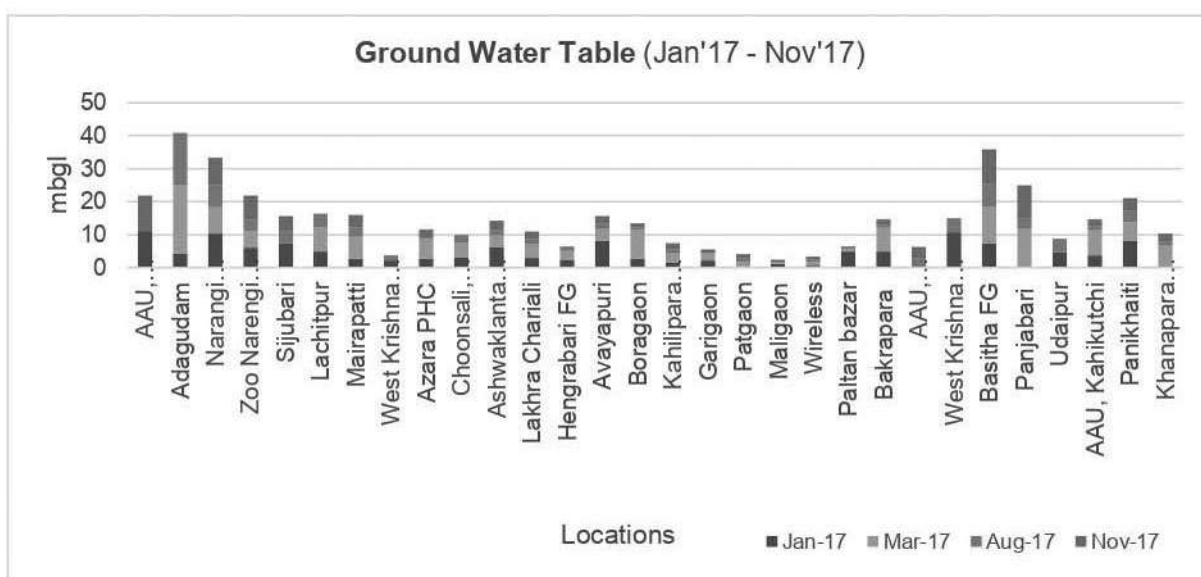 Ground Water Table (Jan'17 - Nov'17)
50
40
30
20
10
0
mbgl
AAU,..
Adagudam
Narangi..
Zoo Narengi..
Sijubari
Lachitpur
Mairapatti
West Krishna..
Azara PHC
Choonsali,..
Ashwaklanta..
Lakhra Chariali
Hengrabari FG
Avayapuri
Boragaon
Kahilipara..
Garigaon
Patgaon
Maligaon
Wireless
Paltan bazar
Bakrapara
AAU,..
West Krishna..
Basitha FG
Panjabari
Udaipur
AAU, Kahikutchi
Panikhaiti
Khanapara..
Locations
Jan-17 Mar-17 Aug-17 Nov-17